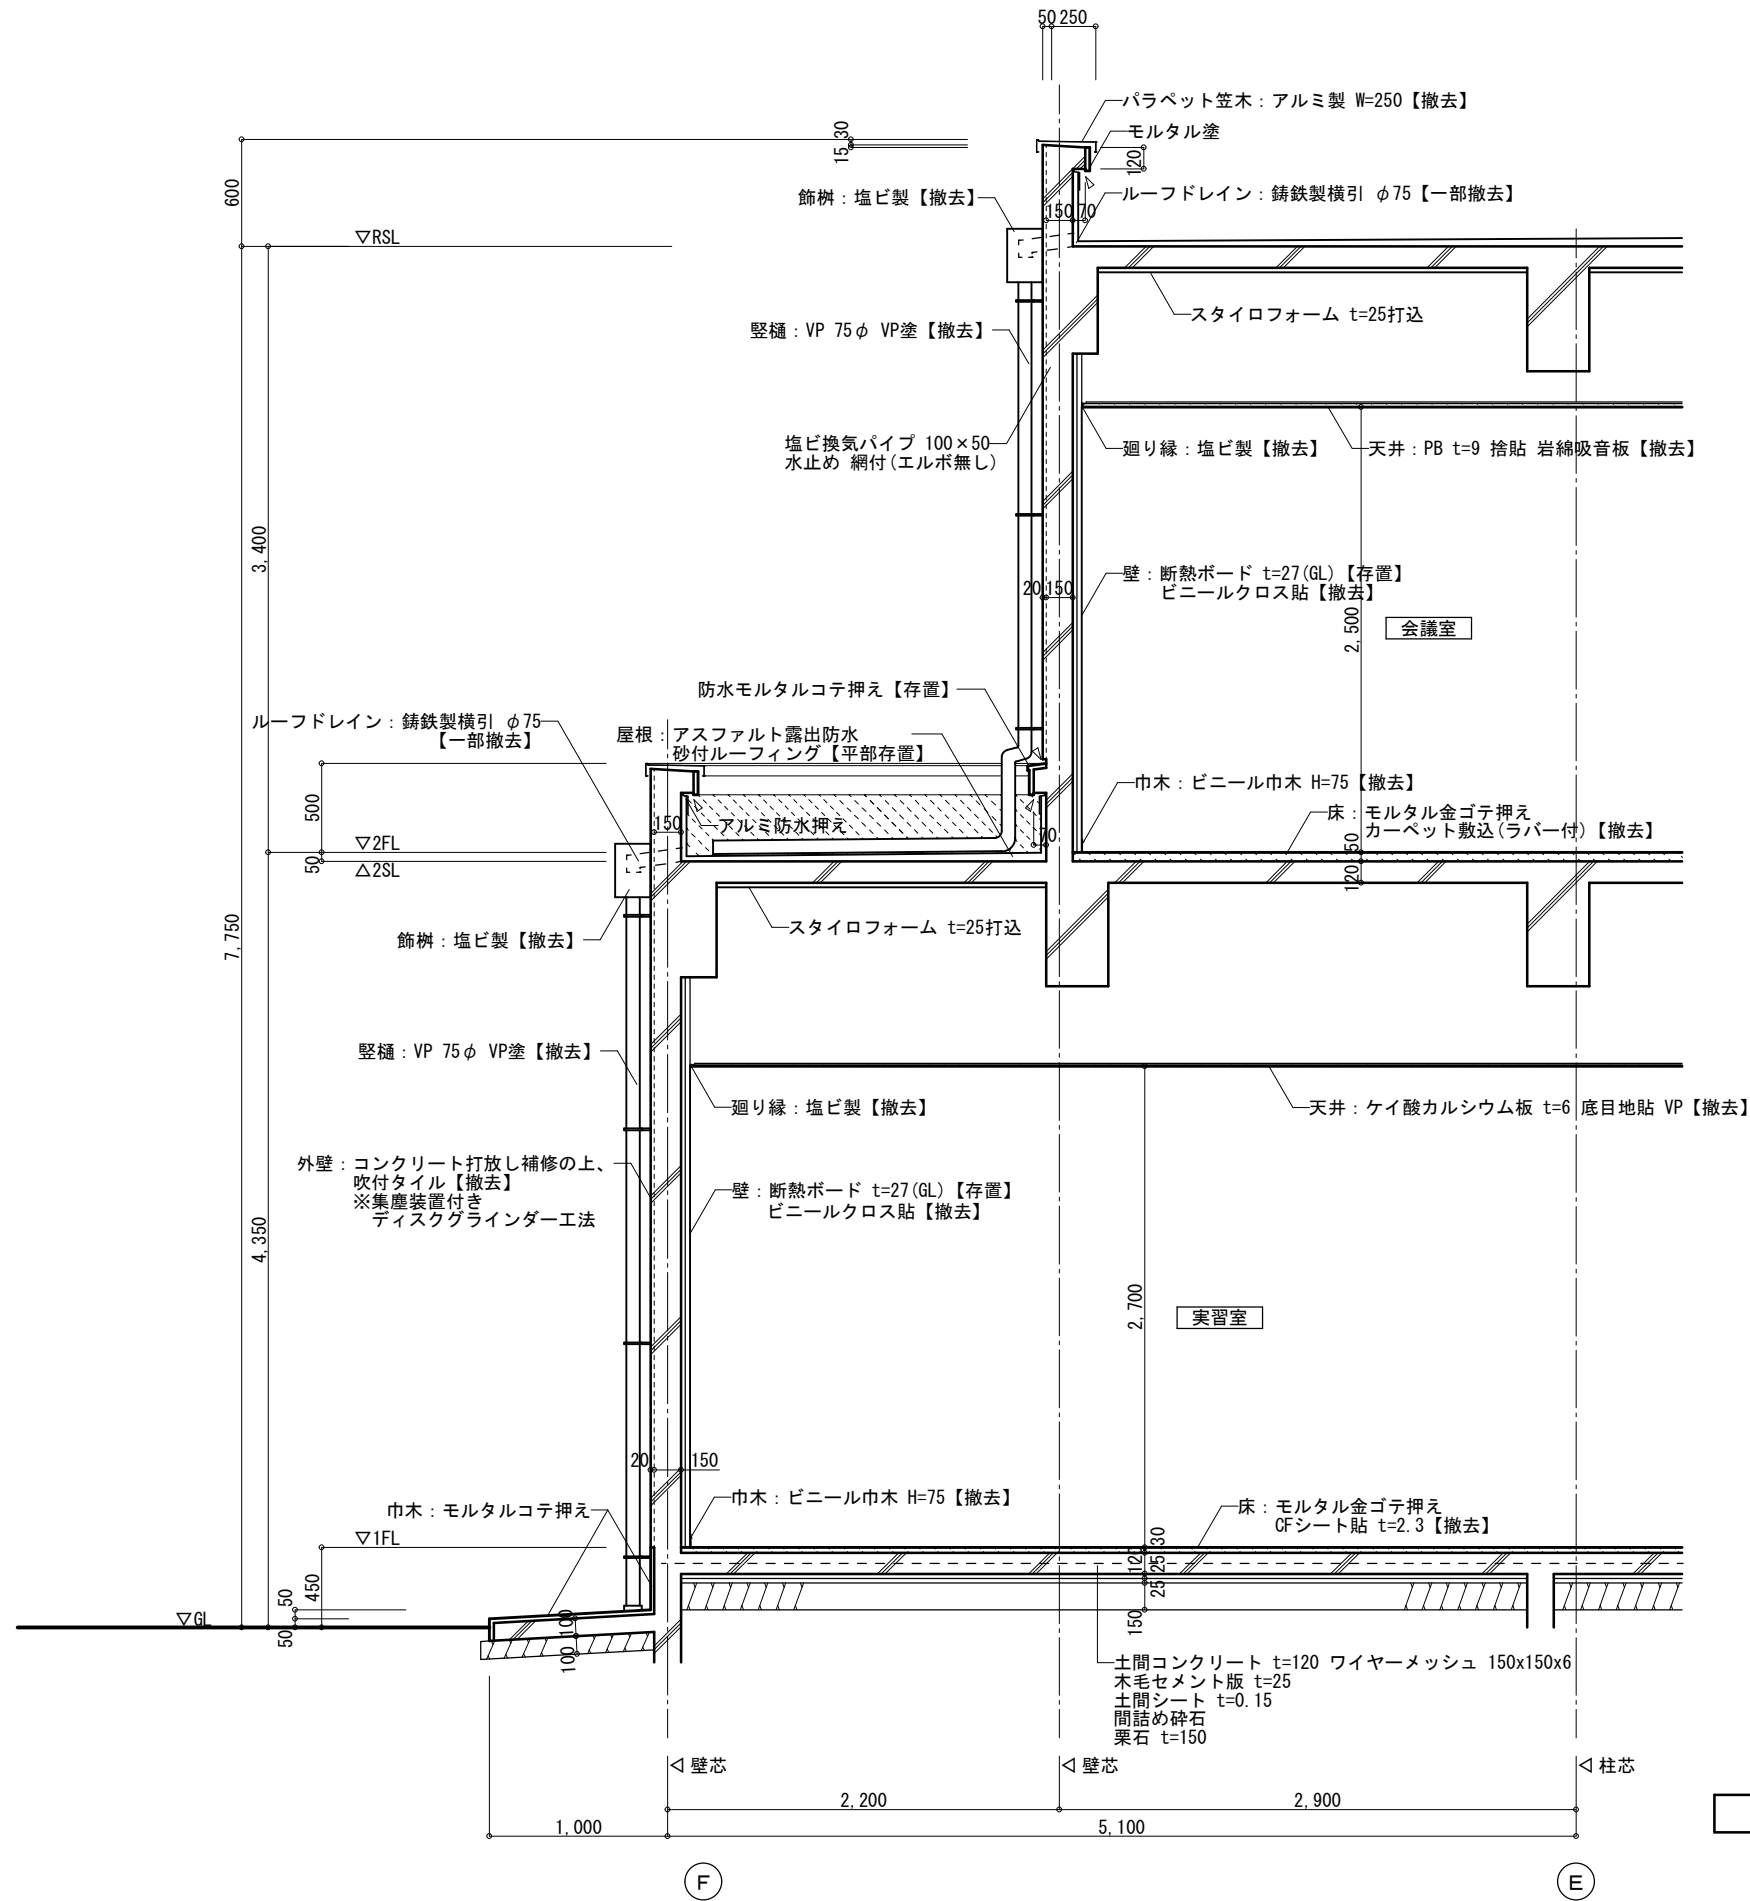 50 250
パラペット笠木：アルミ製 W=250【撤去】
モルタル塗
30
15
120
600
飾桝：塩ビ製【撤去】
ルーフドレイン：鋳鉄製横引 φ75【一部撤去】
150 70
▽RSL
スタイロフォーム t=25打込
竪樋：VP 75φ VP塗【撤去】
塩ビ換気パイプ 100×50
水止め 網付(エルボ無し)
廻り縁：塩ビ製【撤去】
天井：PB t=9 捨貼 岩綿吸音板【撤去】
3,400
20 150
壁：断熱ボード t=27(GL)【存置】
ビニールクロス貼【撤去】
2,500
会議室
防水モルタルコテ押え【存置】
ルーフドレイン：鋳鉄製横引 φ75
【一部撤去】
屋根：アスファルト露出防水
砂付ルーフィング【平部存置】
巾木：ビニール巾木 H=75【撤去】
床：モルタル金ゴテ押え
カーペット敷込(ラバー付)【撤去】
500
150
アルミ防水押え
70
50
▽2FL
50
△2SL
120
7,750
飾桝：塩ビ製【撤去】
スタイロフォーム t=25打込
竪樋：VP 75φ VP塗【撤去】
廻り縁：塩ビ製【撤去】
天井：ケイ酸カルシウム板 t=6 底目地貼 VP【撤去】
外壁：コンクリート打放し補修の上、
吹付タイル【撤去】
※集塵装置付き
ディスクグラインダー工法
壁：断熱ボード t=27(GL)【存置】
ビニールクロス貼【撤去】
4,350
2,700
実習室
20 150
巾木：モルタルコテ押え
巾木：ビニール巾木 H=75【撤去】
床：モルタル金ゴテ押え
CFシート貼 t=2.3【撤去】
▽1FL
30
120 25
25
150
450
50
50
▽GL
100
100
土間コンクリート t=120 ワイヤーメッシュ 150x150x6
木毛セメント版 t=25
土間シート t=0.15
間詰め砕石
栗石 t=150
◁ 壁芯
◁ 壁芯
◁ 柱芯
2,200
2,900
1,000
5,100
F
E